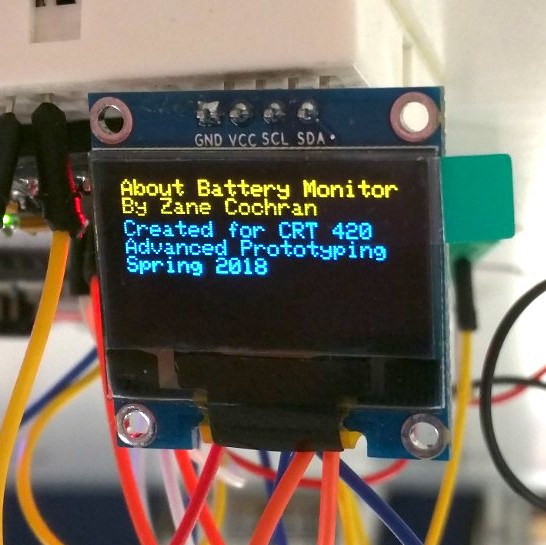 GND VCC SCL SDA
About Battery Monitor
By Zane Cochran
Created for CRT 420
Advanced Prototyping
Spring 2018